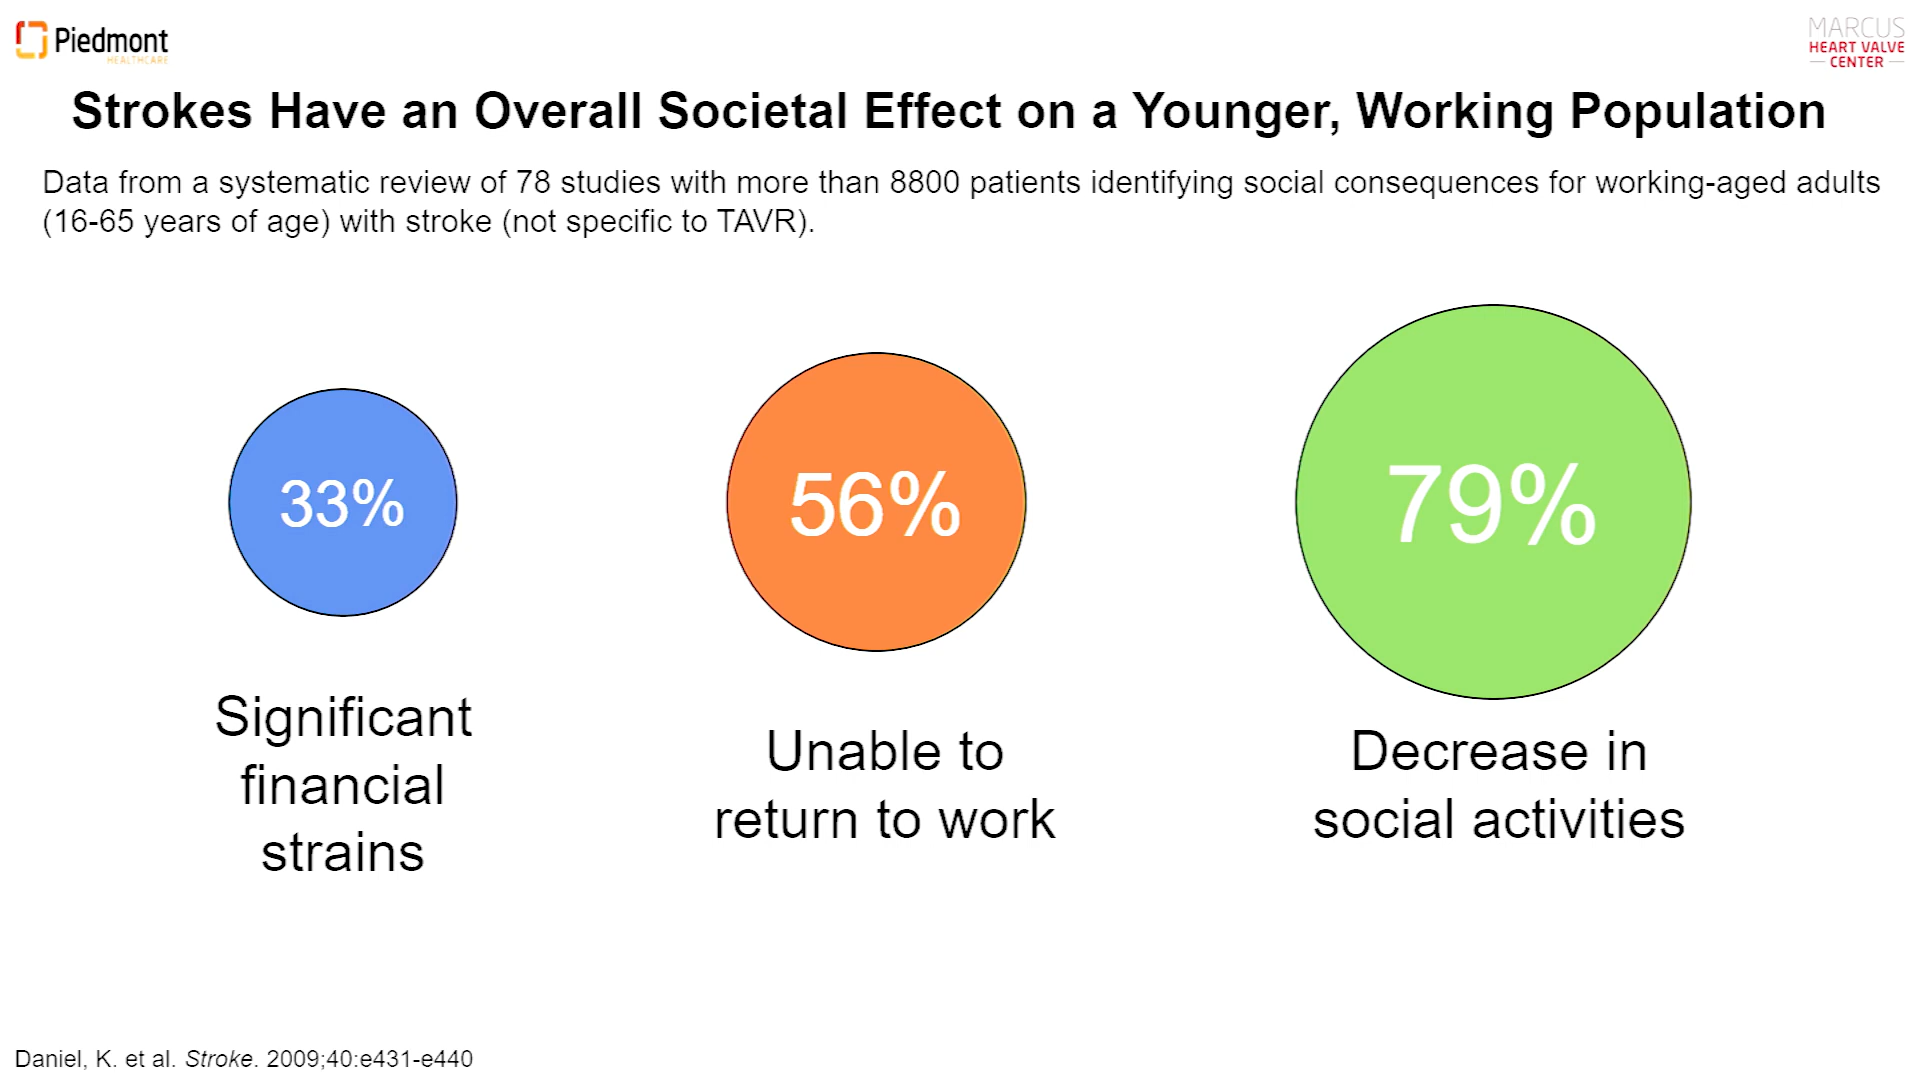 Piedmont
HEALTHCARE
MARCUS
HEART VALVE
CENTER
Strokes Have an Overall Societal Effect on a Younger, Working Population
Data from a systematic review of 78 studies with more than 8800 patients identifying social consequences for working-aged adults
(16-65 years of age) with stroke (not specific to TAVR).
33%
Significant
financial
strains
56%
Unable to
return to work
79%
Decrease in
social activities
Daniel, K. et al. Stroke. 2009;40:e431-e440